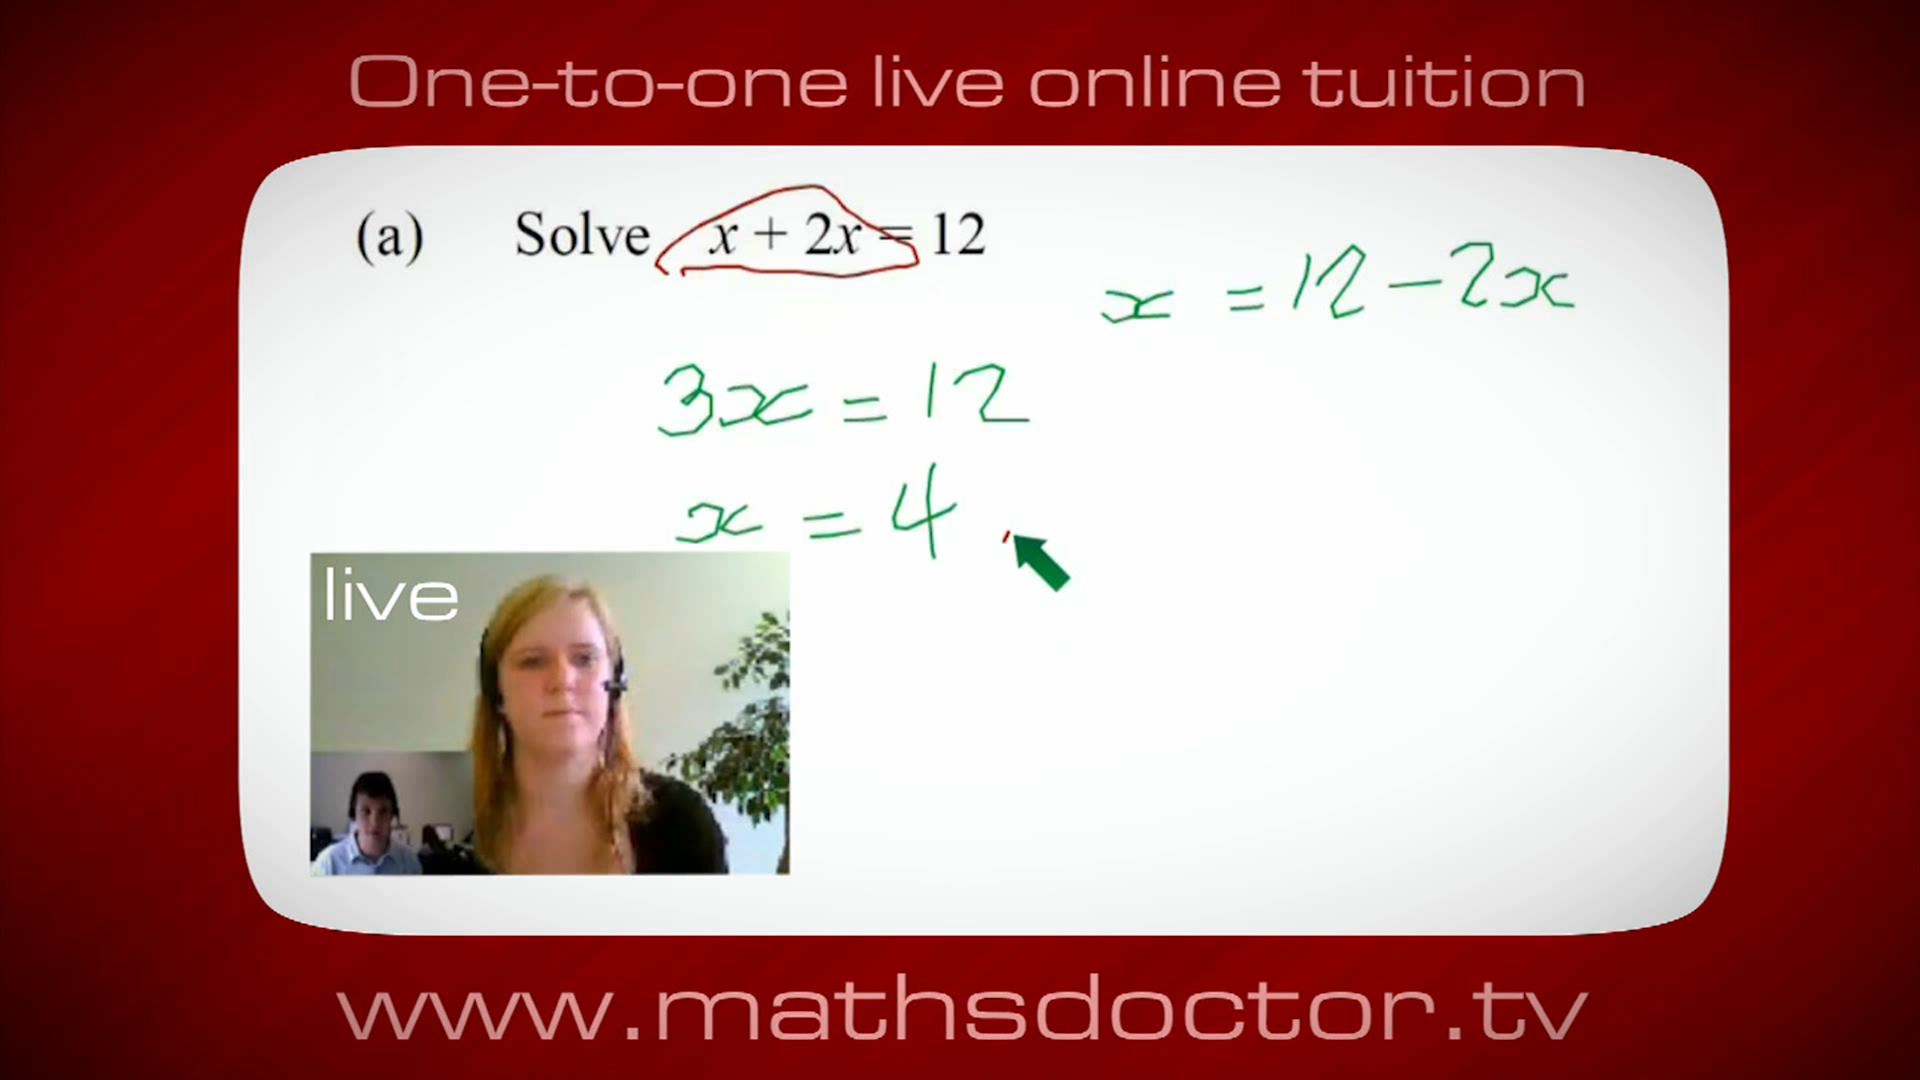 One-to-one live online tuition
(a) Solve x + 2x = 12
x = 12 - 2x
3x = 12
x = 4
live
www.mathsdoctor.tv